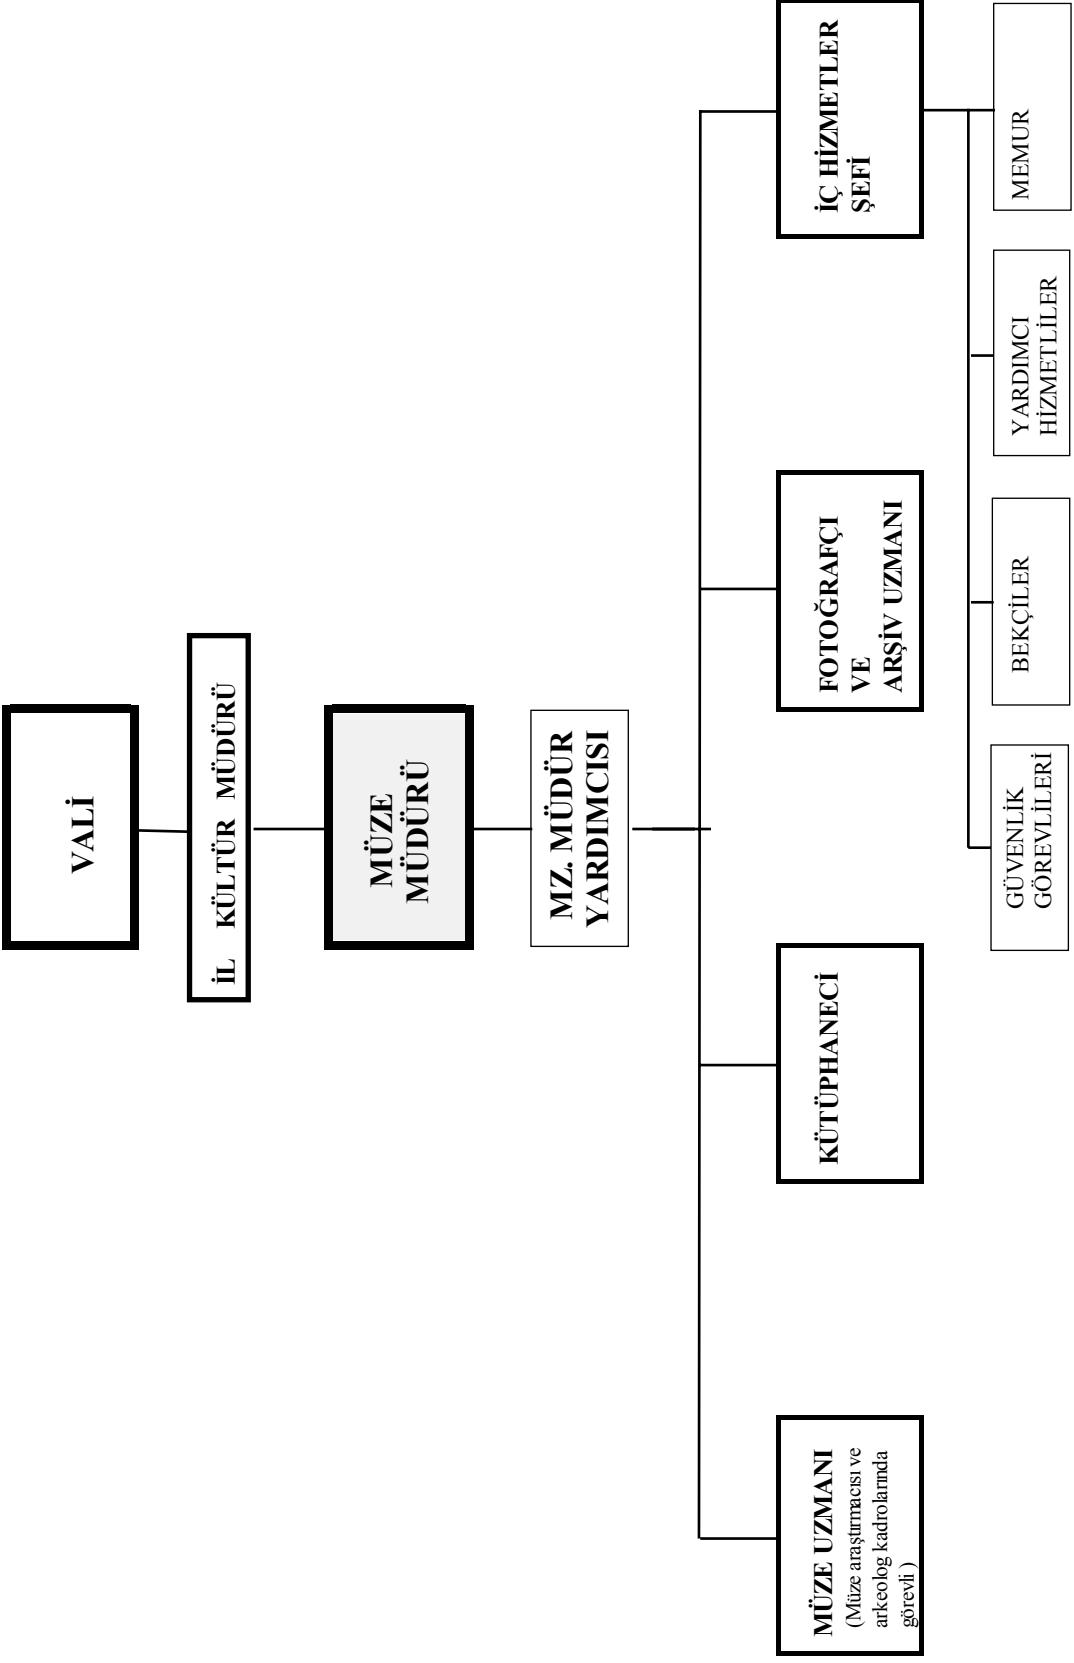 VALİ
İL KÜLTÜR MÜDÜRÜ
MÜZE
MÜDÜRÜ
MZ. MÜDÜR
YARDIMCISI
MÜZE UZMANI
(Müze araştırmacısı ve
arkeolog kadrolarında
görevli )
KÜTÜPHANECİ
FOTOĞRAFÇI
VE
ARŞİV UZMANI
İÇ HİZMETLER
ŞEFİ
GÜVENLİK
GÖREVLİLERİ
BEKÇİLER
YARDIMCI
HİZMETLİLER
MEMUR